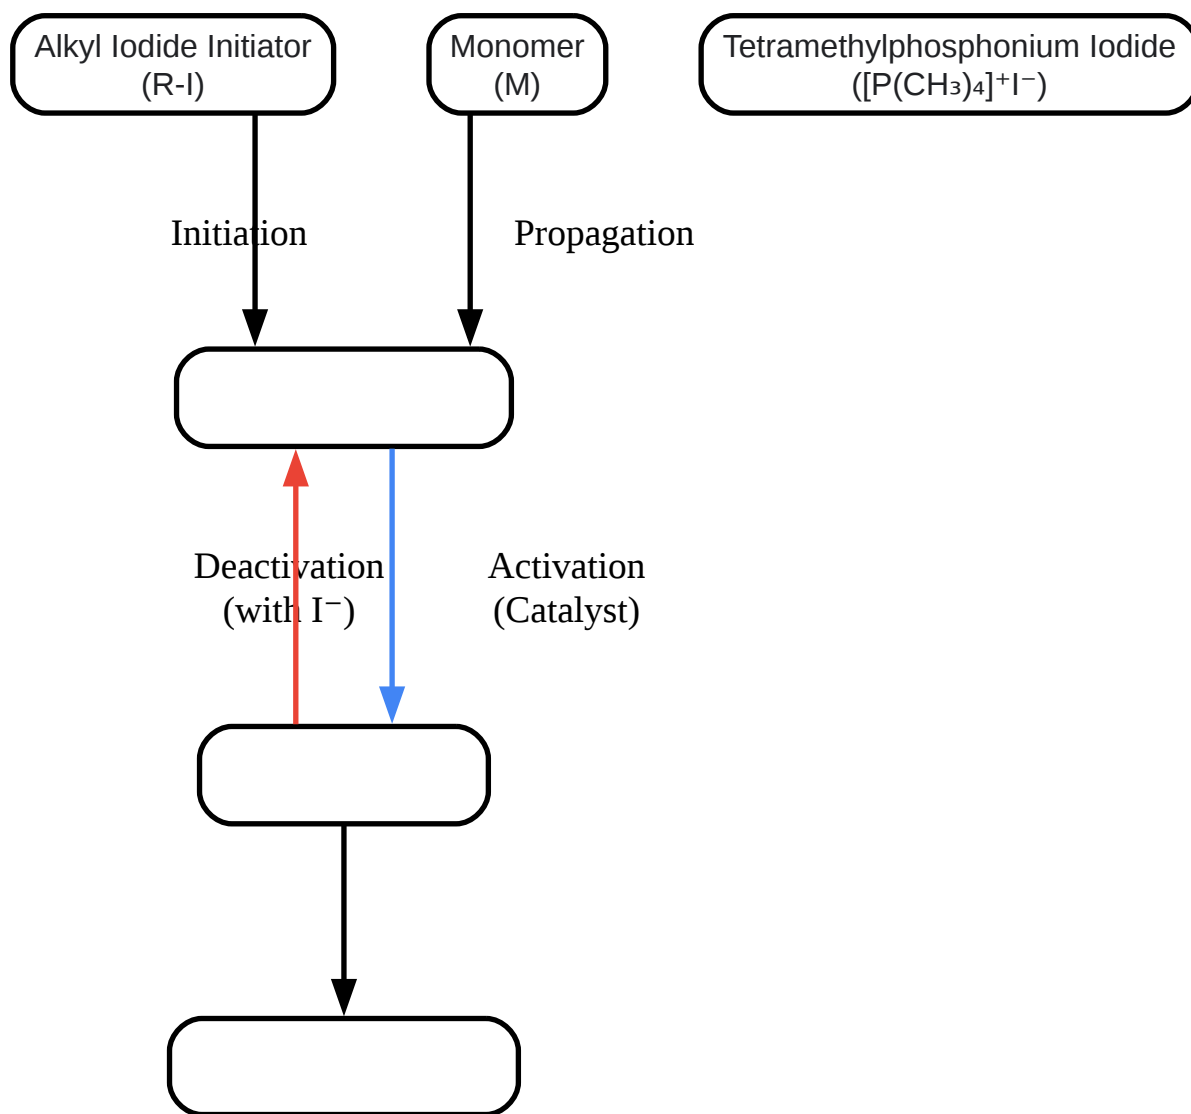 Alkyl Iodide Initiator
(R-I)
Monomer
(M)
Tetramethylphosphonium Iodide
([P(CH₃)₄]⁺I⁻)
Initiation
Propagation
Deactivation
(with I⁻)
Activation
(Catalyst)